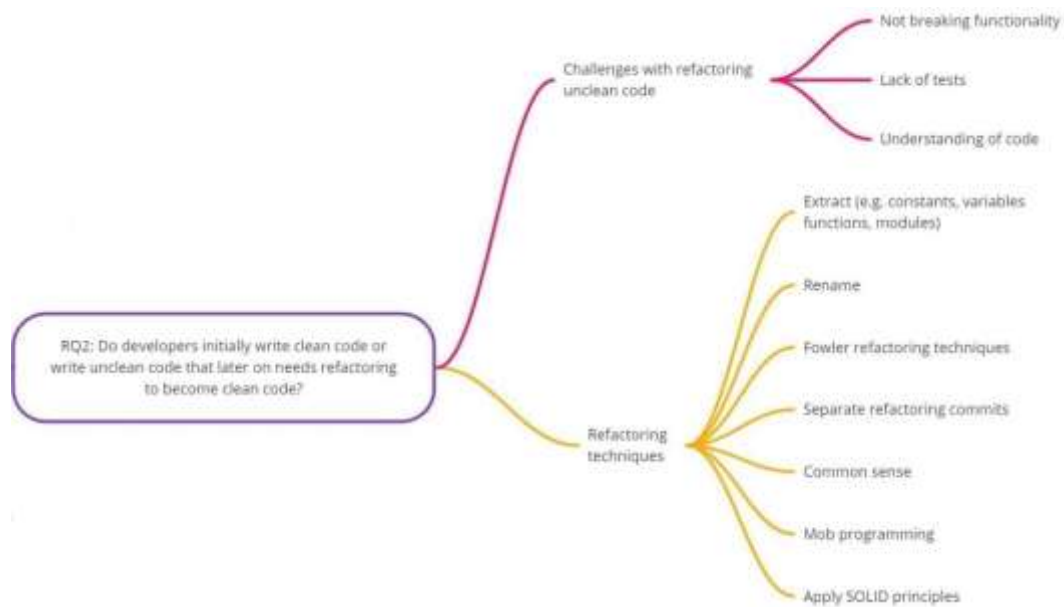 RQ2: Do developers initially write clean code or
write unclean code that later on needs refactoring
to become clean code?
Challenges with refactoring
unclean code
Not breaking functionality
Lack of tests
Understanding of code
Refactoring
techniques
Extract (e.g. constants, variables
functions, modules)
Rename
Fowler refactoring techniques
Separate refactoring commits
Common sense
Mob programming
Apply SOLID principles